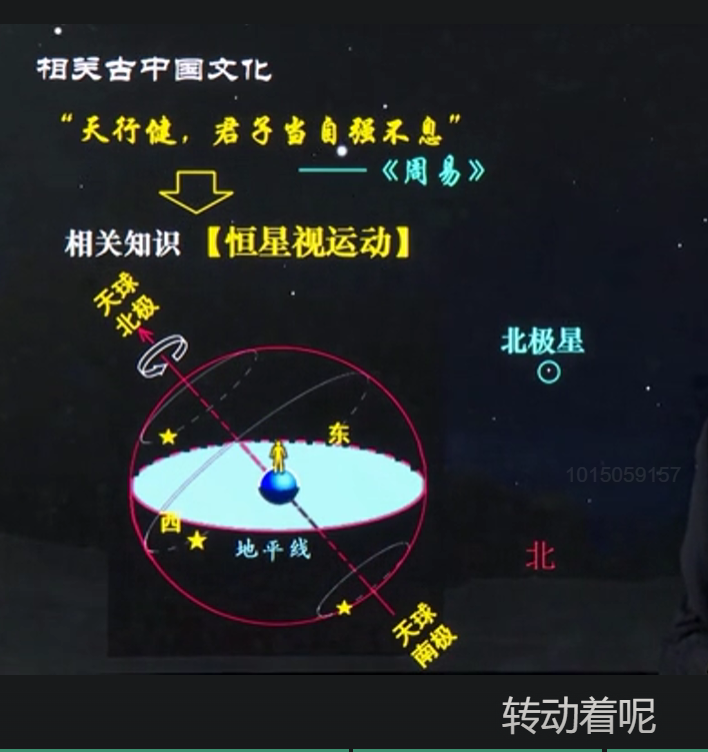 相关古中国文化
“天行健，君子当自强不息”
——《周易》
相关知识 【恒星视运动】
天球
北极
北极星
东
1015059157
西
地平线
北
天球
南极
转动着呢